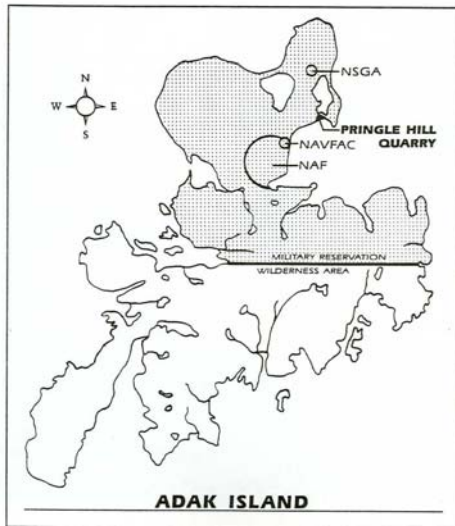 NSGA
N
W E
S
PRINGLE HILL
QUARRY
NAVFAC
NAF
MILITARY RESERVATION
WILDERNESS AREA
ADAK ISLAND